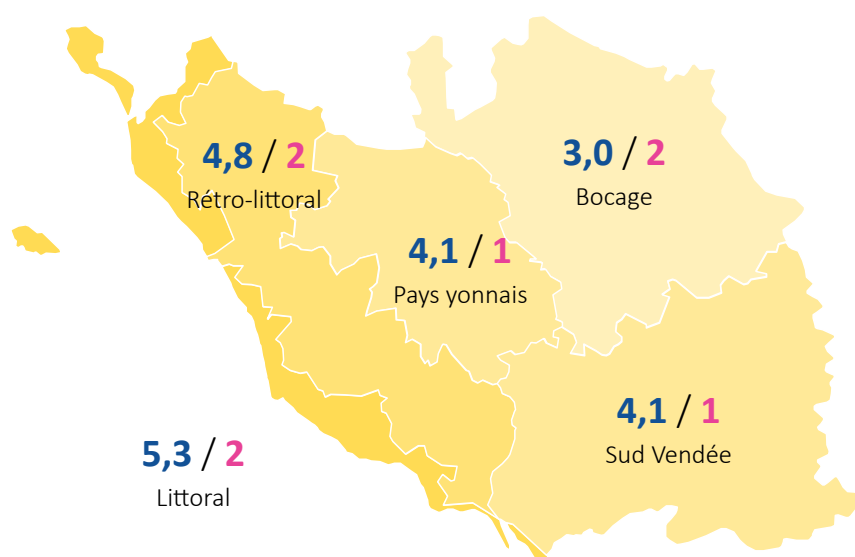 4,8 / 2
Rétro-littoral
3,0 / 2
Bocage
4,1 / 1
Pays yonnais
4,1 / 1
Sud Vendée
5,3 / 2
Littoral